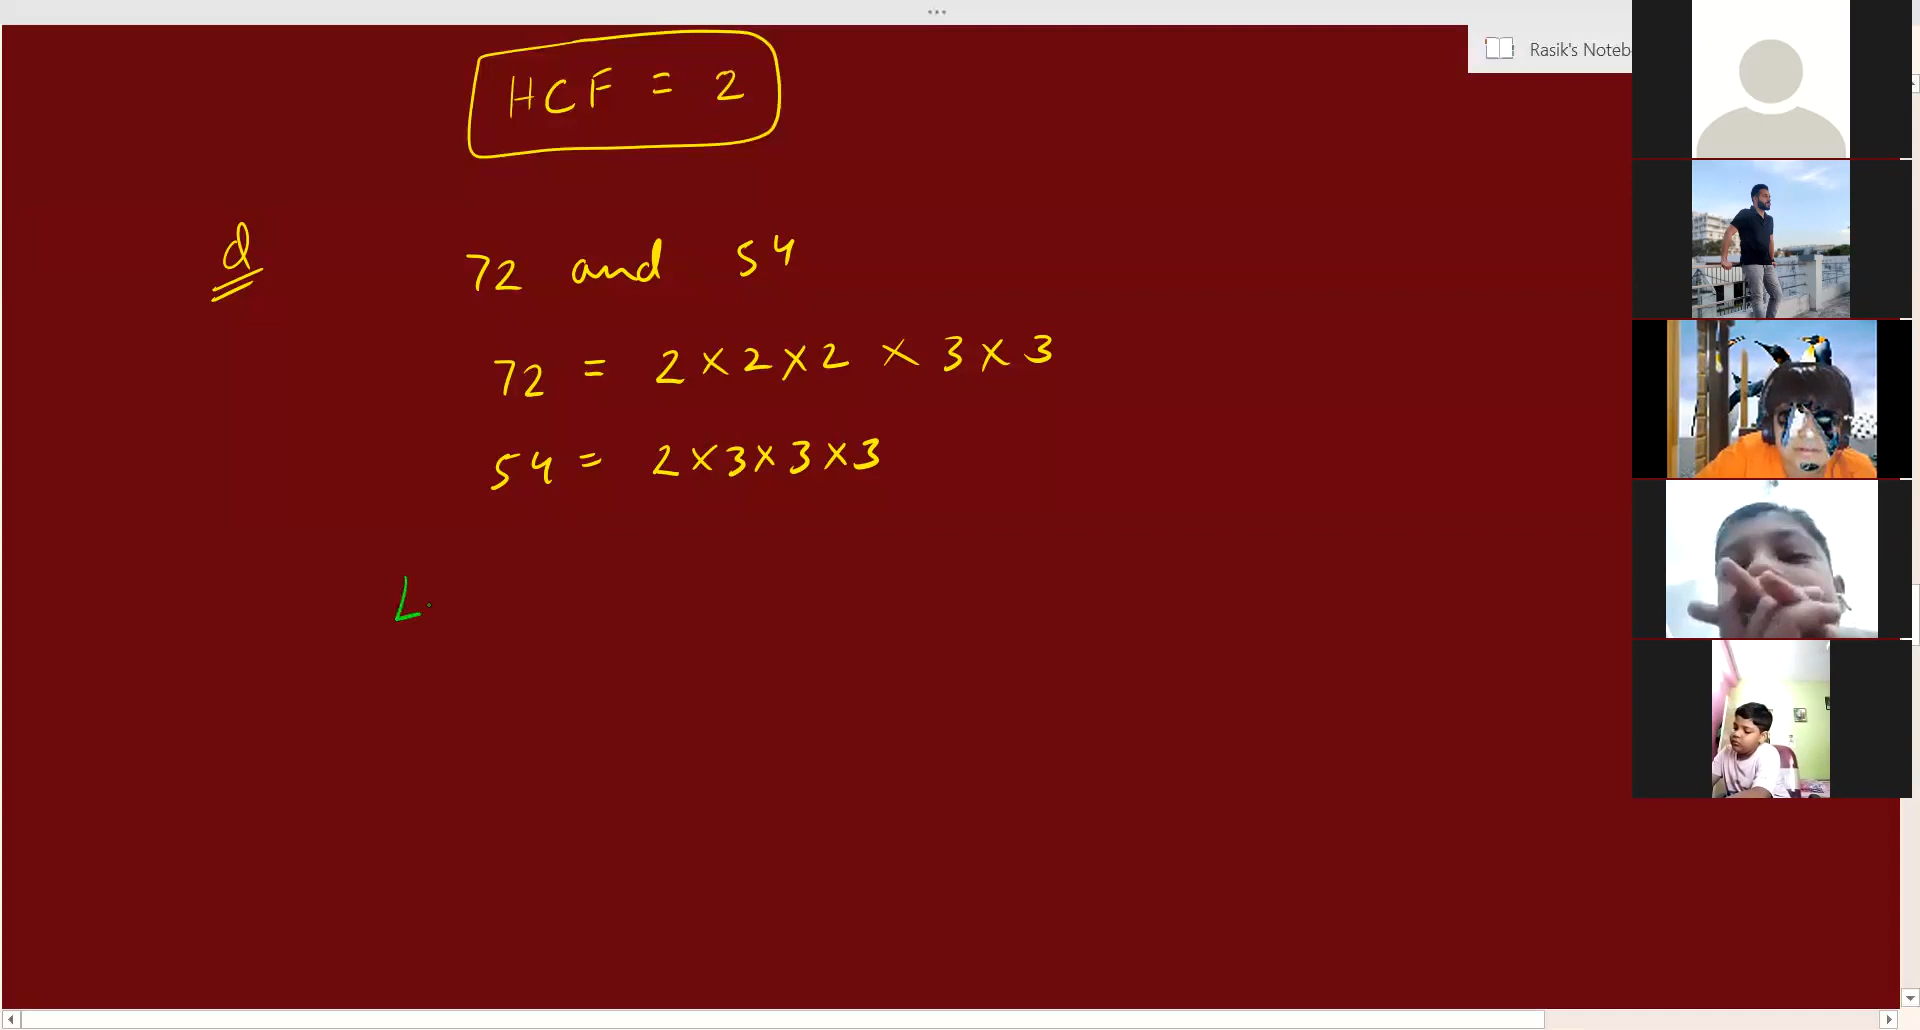 HCF = 2
Rasik's Noteb
d
72 and 54
72 = 2 × 2 × 2 × 3 × 3
54 = 2 × 3 × 3 × 3
L